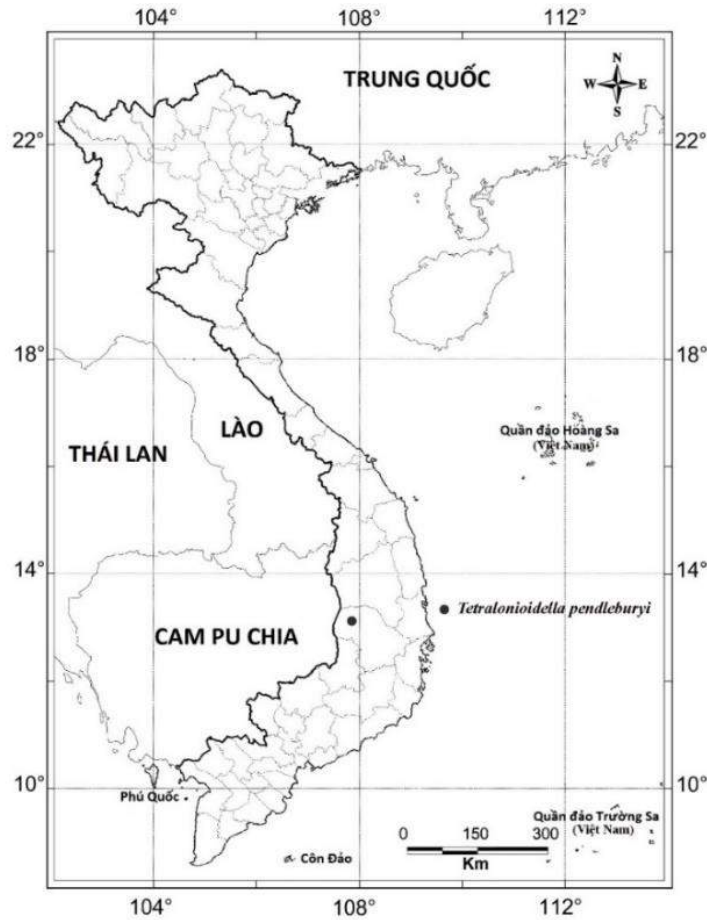 104° 108° 112°
N
TRUNG QUỐC
W E
S
22° 22°
18° 18°
LÀO
Quần đảo Hoàng Sa
(Việt Nam)
THÁI LAN
14° 14°
Tetralonioidella pendleburyi
CAM PU CHIA
10° 10°
Phú Quốc
Quần đảo Trường Sa
(Việt Nam)
0 150 300
Km
Côn Đảo
104° 108° 112°